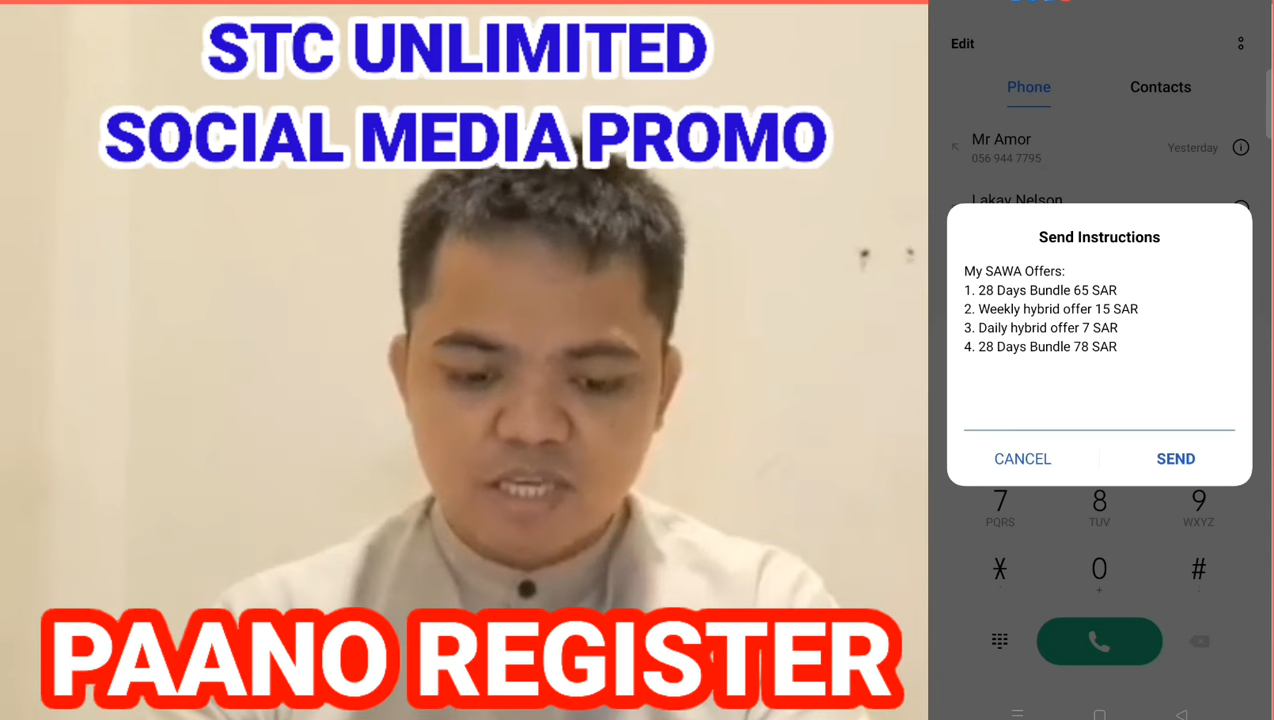 STC UNLIMITED
SOCIAL MEDIA PROMO
PAANO REGISTER
Edit
Phone
Contacts
Mr Amor
056 944 7795
Yesterday
Lakay Nelson
Send Instructions
My SAWA Offers:
1. 28 Days Bundle 65 SAR
2. Weekly hybrid offer 15 SAR
3. Daily hybrid offer 7 SAR
4. 28 Days Bundle 78 SAR
CANCEL
SEND
7
8
9
PQRS
TUV
WXYZ
*
0
#
+